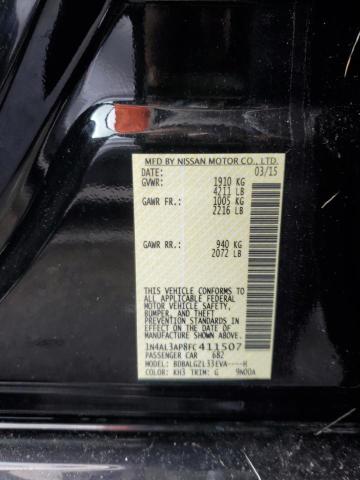 MFD BY NISSAN MOTOR CO., LTD.
DATE: 03/15
GVWR: 1910 KG
4211 LB
GAWR FR.: 1005 KG
2216 LB
GAWR RR.: 940 KG
2072 LB
THIS VEHICLE CONFORMS TO
ALL APPLICABLE FEDERAL
MOTOR VEHICLE SAFETY,
BUMPER, AND THEFT
PREVENTION STANDARDS
IN EFFECT ON THE DATE OF
MANUFACTURE SHOWN ABOVE.
1N4AL3AP8FC411507
PASSENGER CAR 682
MODEL: BDBALGZL33EVA-----H
COLOR: KH3 TRIM: G 9N00A